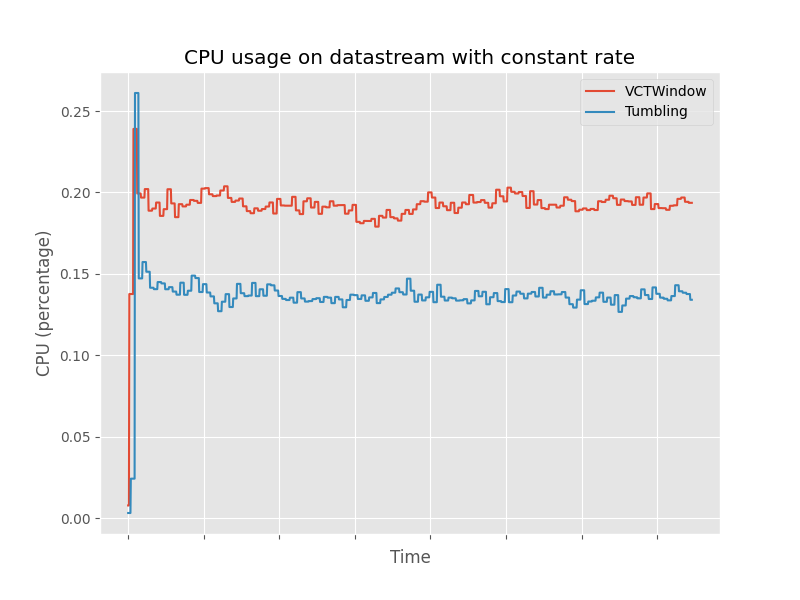 CPU usage on datastream with constant rate
VCTWindow
Tumbling
0.25
0.20
0.15
0.10
0.05
0.00
CPU (percentage)
Time